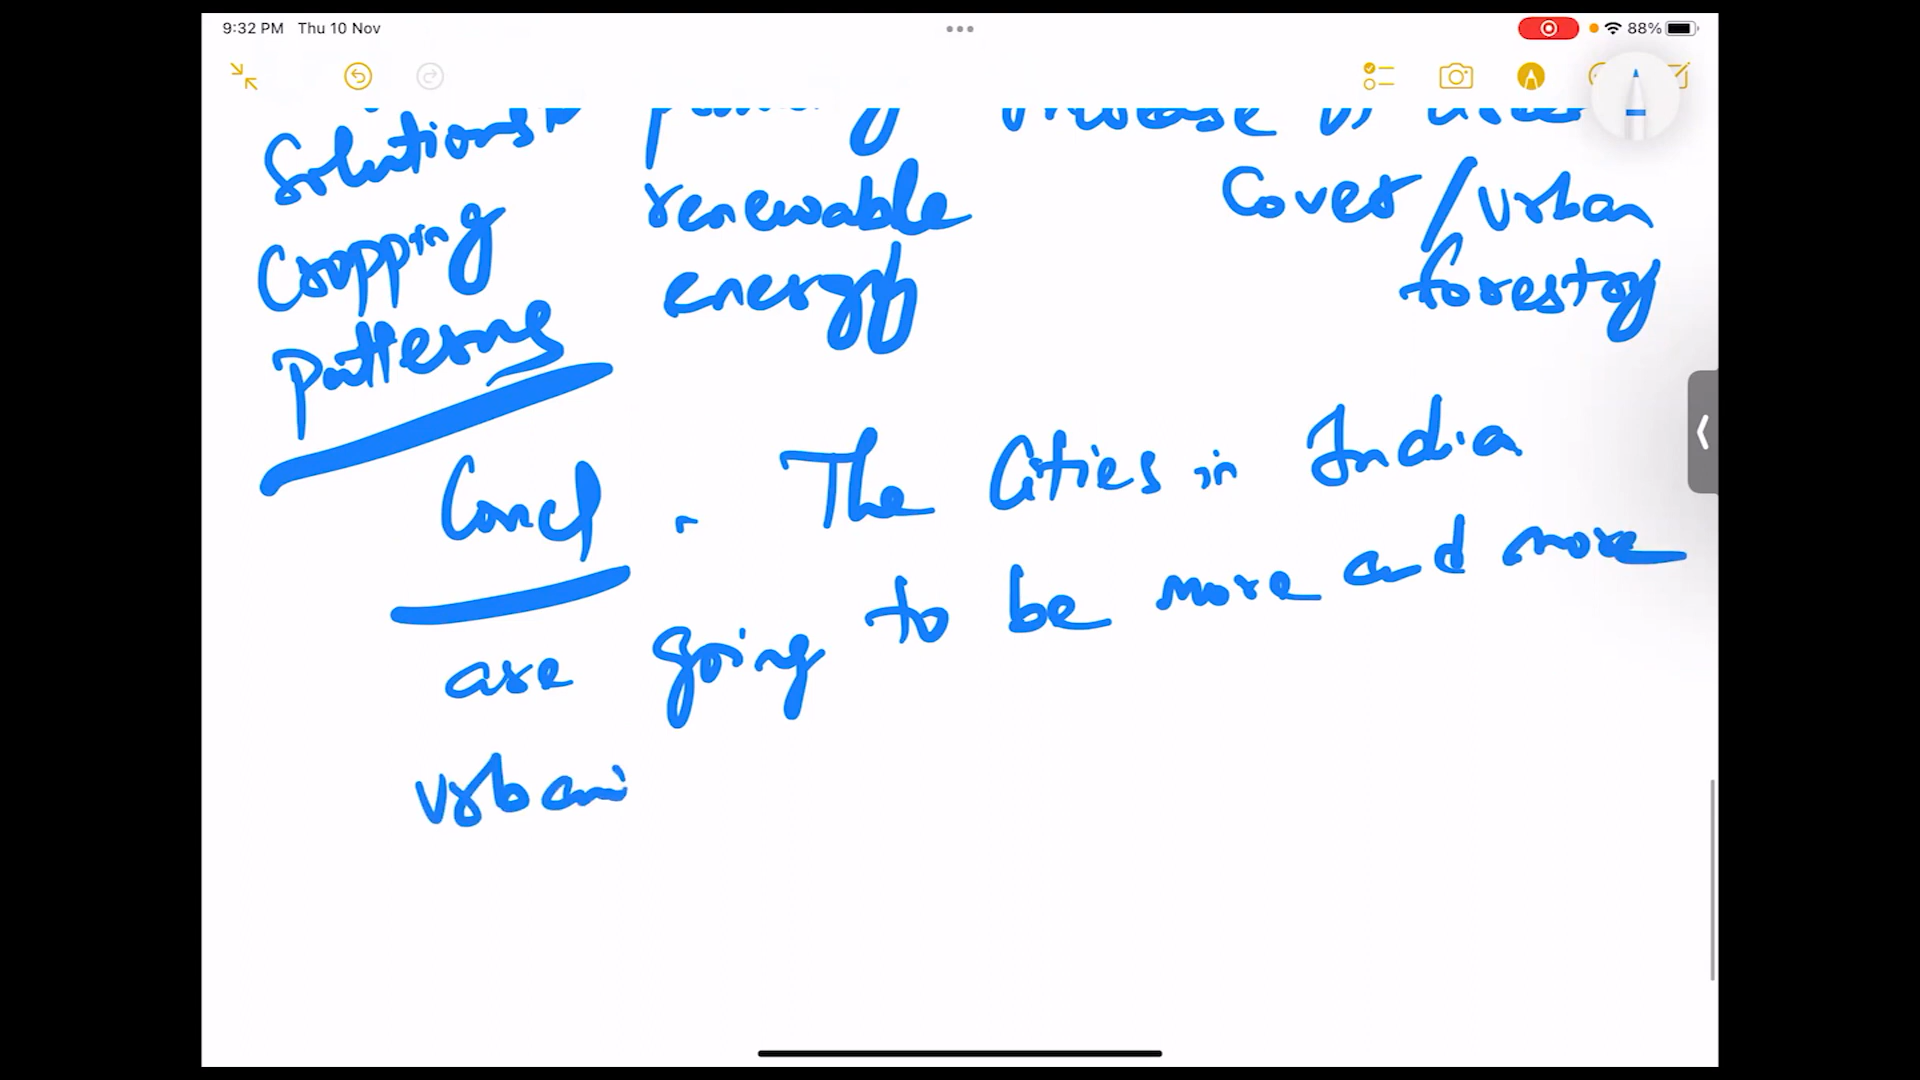 9:32 PM Thu 10 Nov
88%
Solutions
Cropping
Patterns
renewable
energy
Cover / Urban
forestry
Concl - The Cities in India
are going to be more and more
Urbani